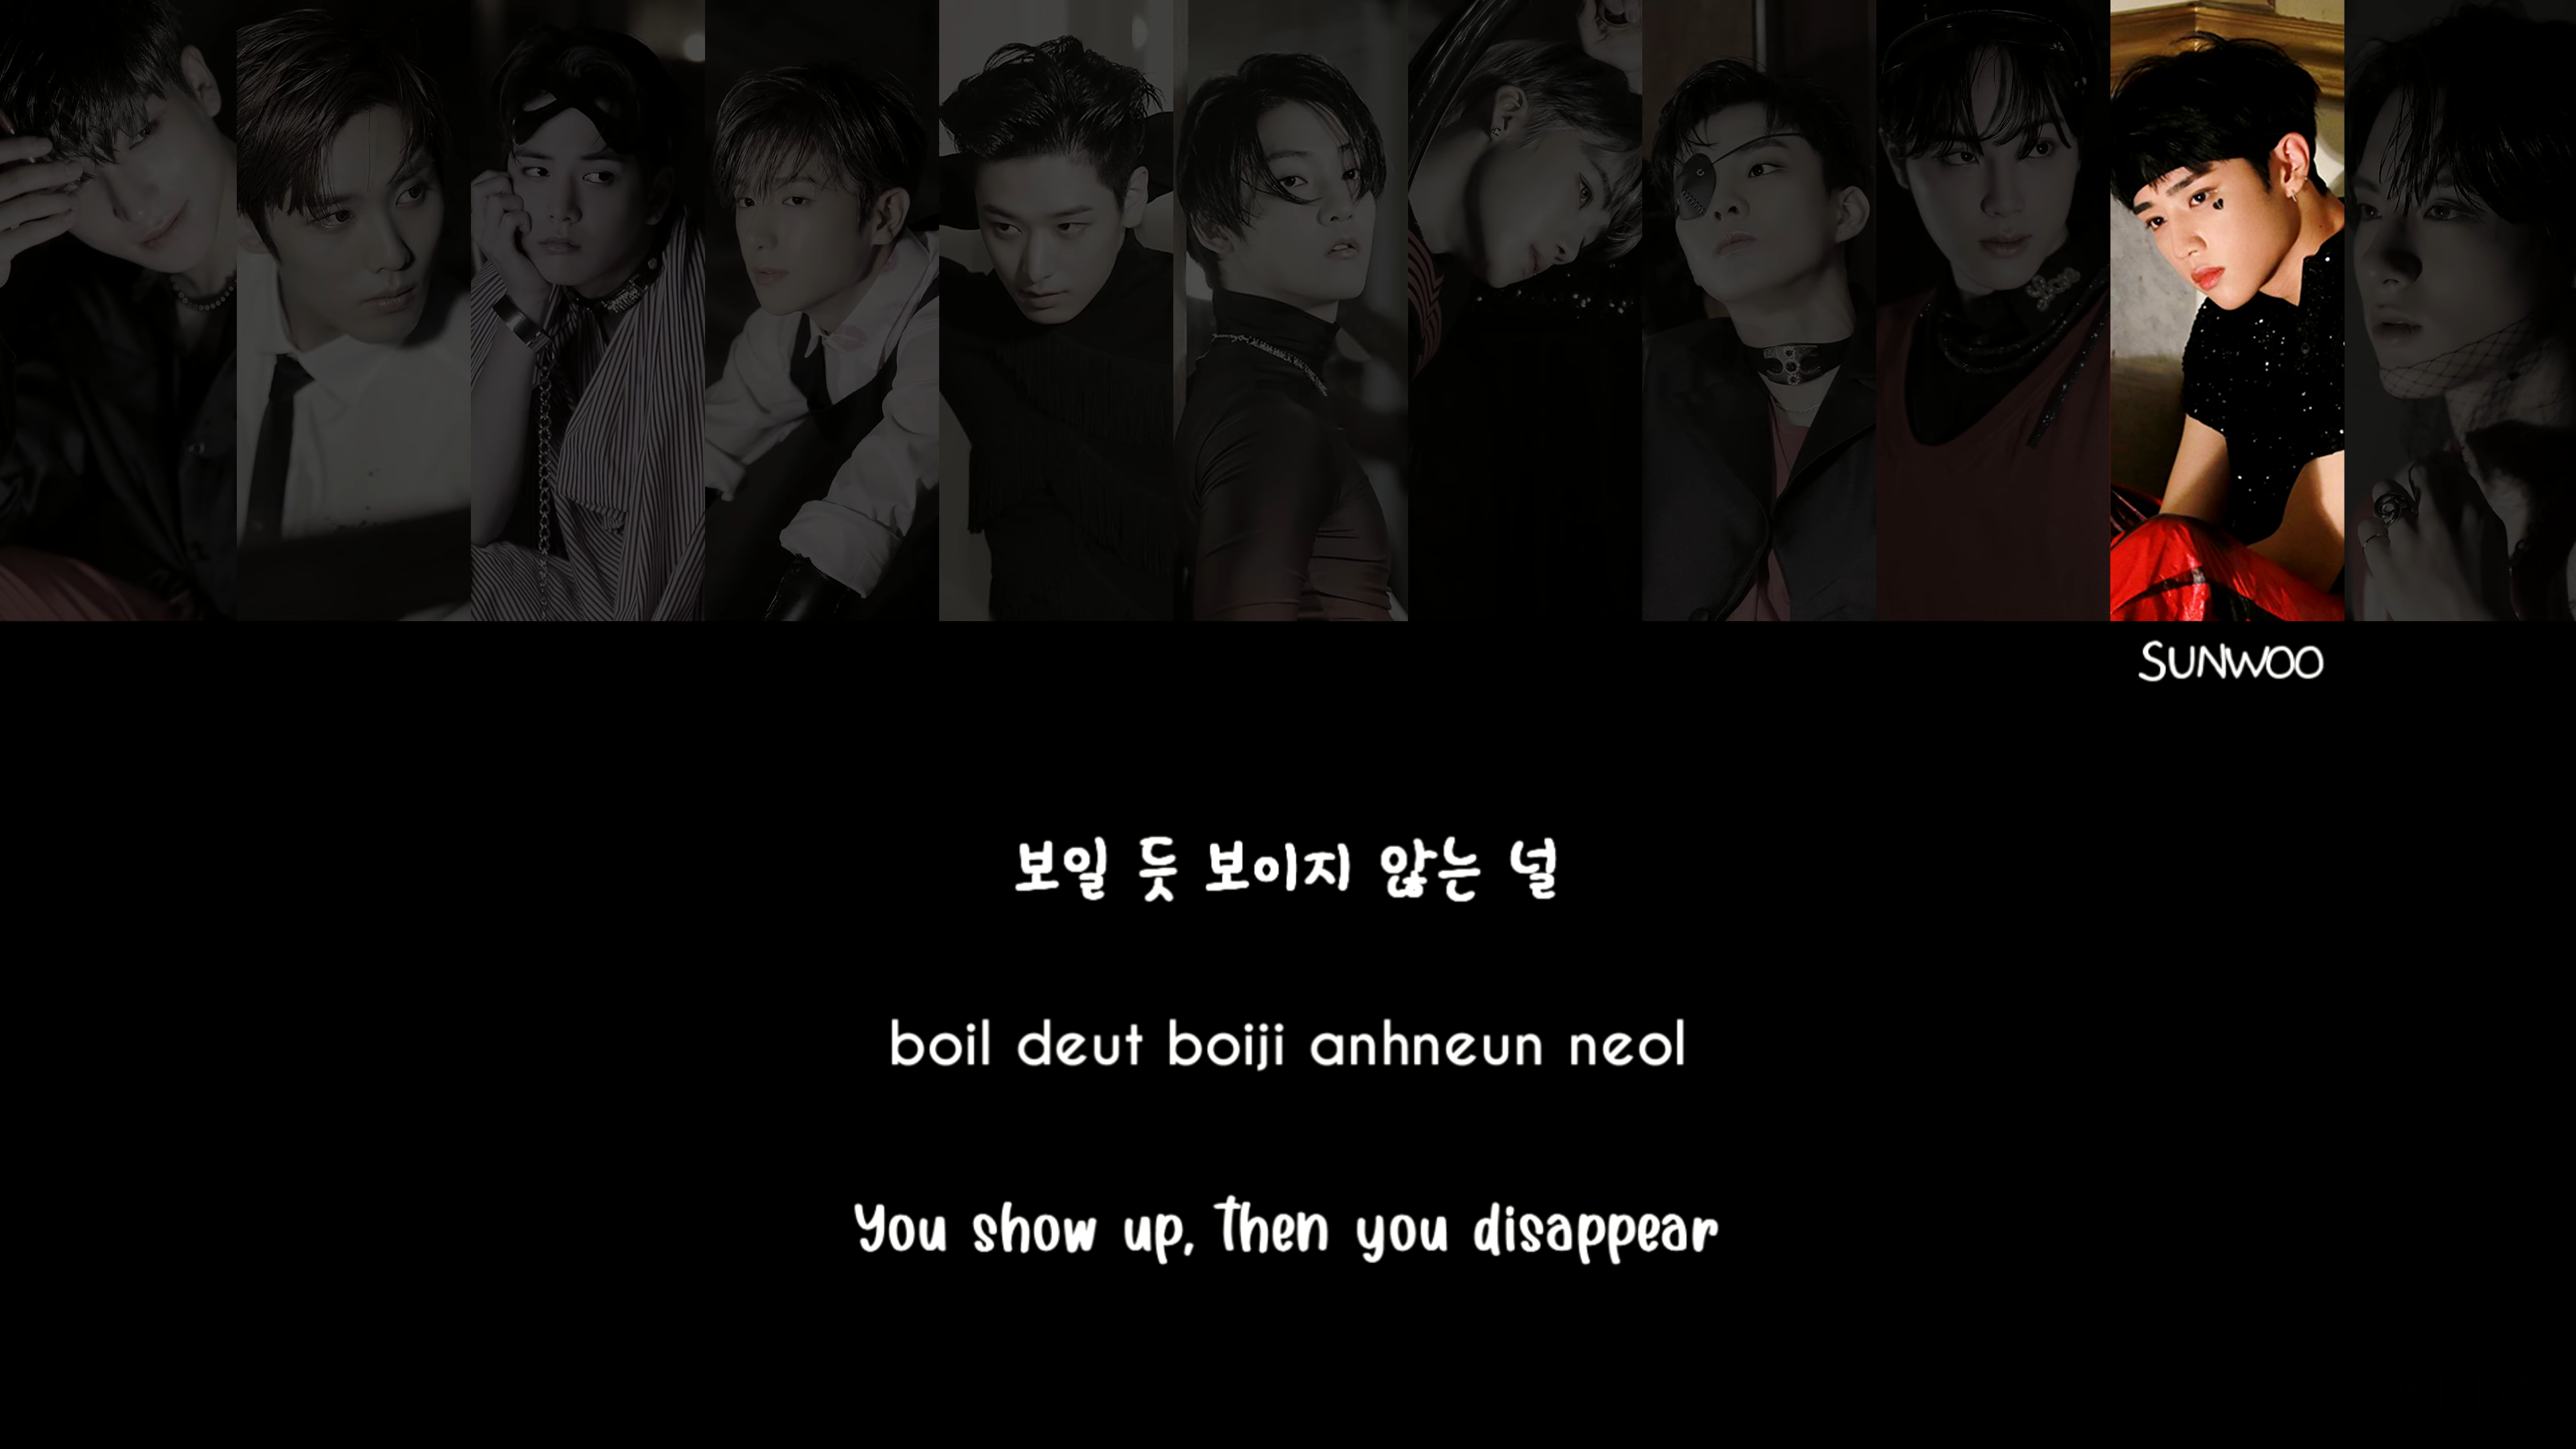 SUNWOO
보일 듯 보이지 않는 널
boil deut boiji anhneun neol
You show up, then you disappear